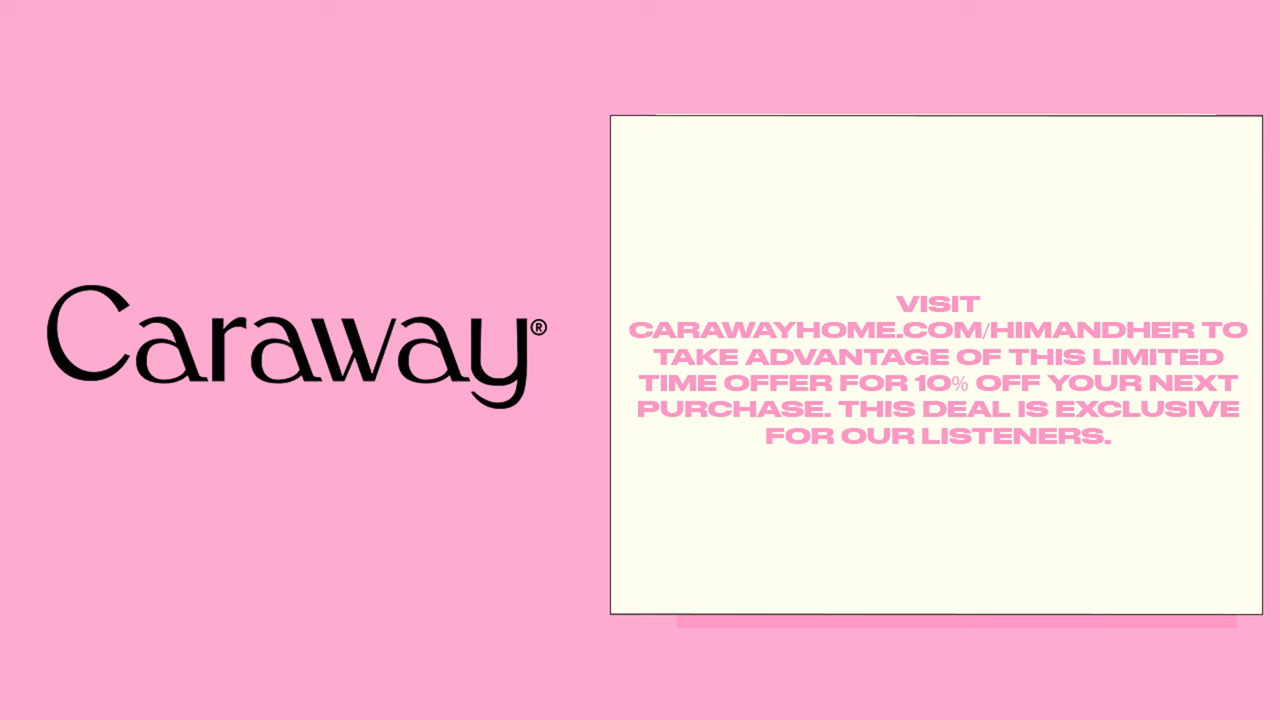 Caraway®
VISIT
CARAWAYHOME.COM/HIMANDHER TO
TAKE ADVANTAGE OF THIS LIMITED
TIME OFFER FOR 10% OFF YOUR NEXT
PURCHASE. THIS DEAL IS EXCLUSIVE
FOR OUR LISTENERS.